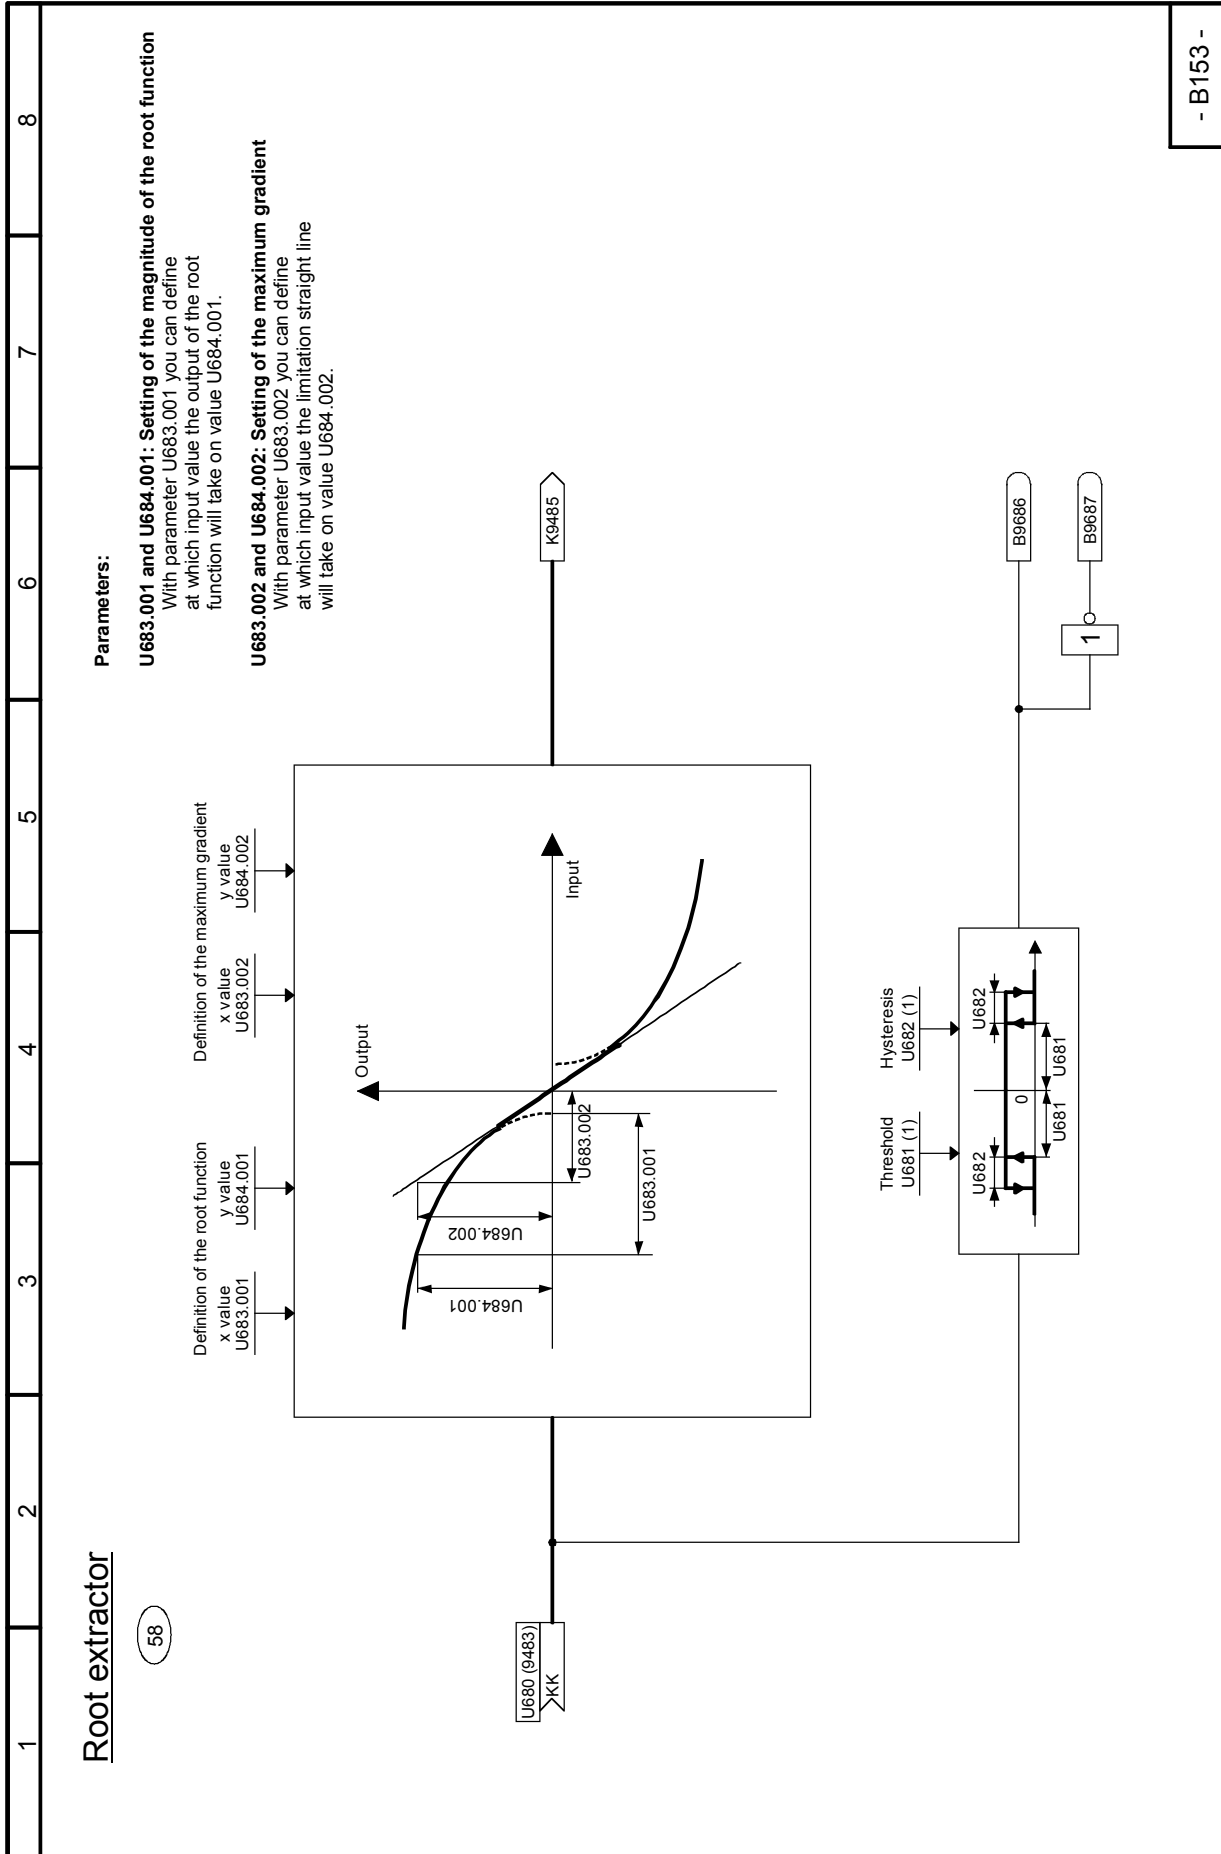 1 2 3 4 5 6 7 8
Root extractor
58
Parameters:
U683.001 and U684.001: Setting of the magnitude of the root function
With parameter U683.001 you can define
at which input value the output of the root
function will take on value U684.001.
U683.002 and U684.002: Setting of the maximum gradient
With parameter U683.002 you can define
at which input value the limitation straight line
will take on value U684.002.
Definition of the root function
x value
U683.001
y value
U684.001
Definition of the maximum gradient
x value
U683.002
y value
U684.002
Output
Input
U684.001
U684.002
U683.002
U683.001
U680 (9483)
KK
K9485
Threshold
U681 (1)
Hysteresis
U682 (1)
U682
U682
0
U681
U681
1
B9686
B9687
- B153 -